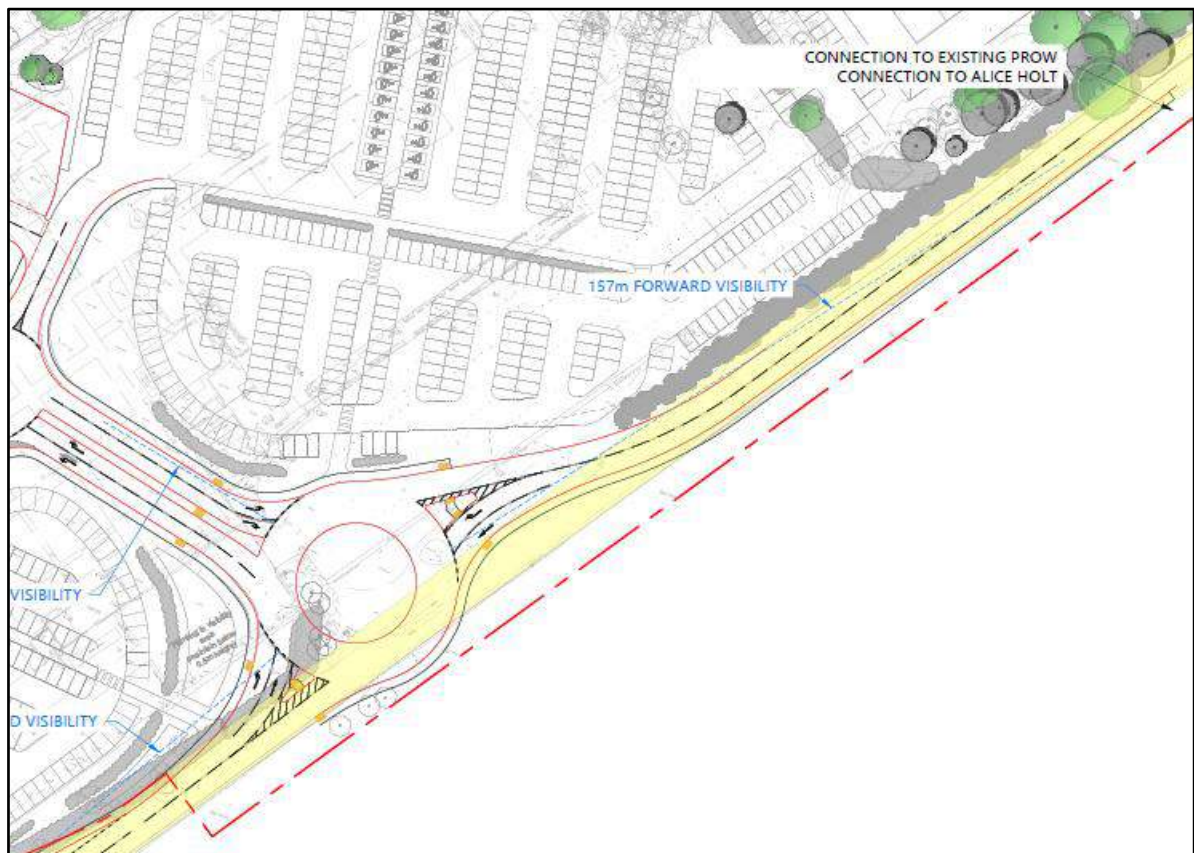 CONNECTION TO EXISTING PROW
CONNECTION TO ALICE HOLT
157m FORWARD VISIBILITY
VISIBILITY
D VISIBILITY